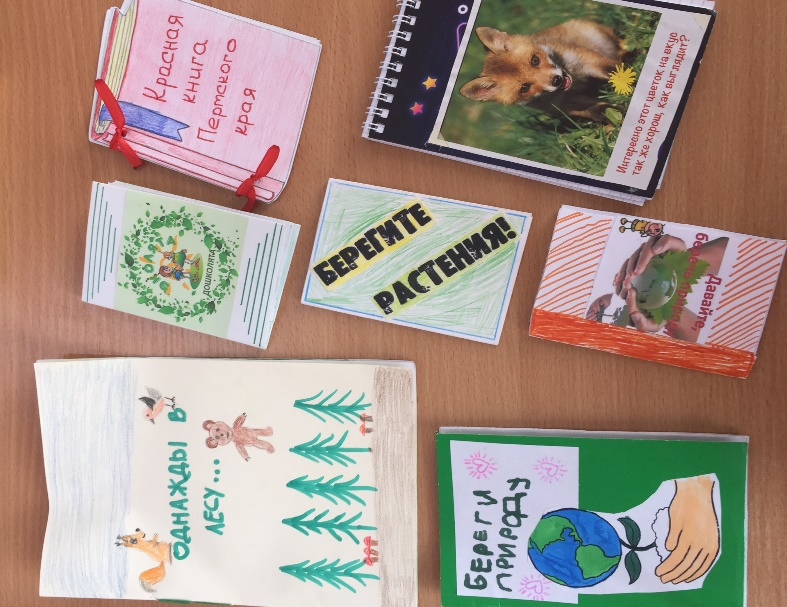 Красная
книга
Пермского
края
Интересно этот цветок на вкус
так же хорош, как выглядит?
ДОШКОЛЯТА
БЕРЕГИТЕ
РАСТЕНИЯ!
Давайте,
ОДНАЖДЫ В
ЛЕСУ...
БЕРЕГИ
ПРИРОДУ